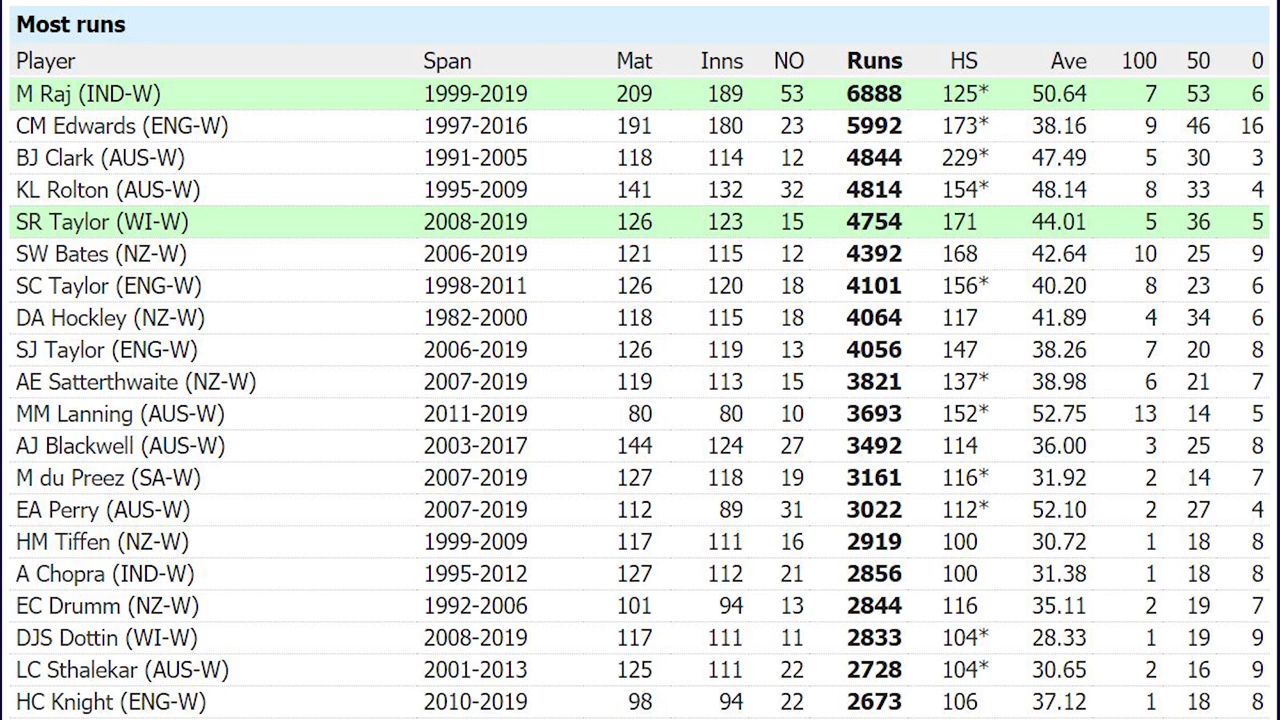 Most runs
Player Span Mat Inns NO Runs HS Ave 100 50 0
M Raj (IND-W) 1999-2019 209 189 53 6888 125* 50.64 7 53 6
CM Edwards (ENG-W) 1997-2016 191 180 23 5992 173* 38.16 9 46 16
BJ Clark (AUS-W) 1991-2005 118 114 12 4844 229* 47.49 5 30 3
KL Rolton (AUS-W) 1995-2009 141 132 32 4814 154* 48.14 8 33 4
SR Taylor (WI-W) 2008-2019 126 123 15 4754 171 44.01 5 36 5
SW Bates (NZ-W) 2006-2019 121 115 12 4392 168 42.64 10 25 9
SC Taylor (ENG-W) 1998-2011 126 120 18 4101 156* 40.20 8 23 6
DA Hockley (NZ-W) 1982-2000 118 115 18 4064 117 41.89 4 34 6
SJ Taylor (ENG-W) 2006-2019 126 119 13 4056 147 38.26 7 20 8
AE Satterthwaite (NZ-W) 2007-2019 119 113 15 3821 137* 38.98 6 21 7
MM Lanning (AUS-W) 2011-2019 80 80 10 3693 152* 52.75 13 14 5
AJ Blackwell (AUS-W) 2003-2017 144 124 27 3492 114 36.00 3 25 8
M du Preez (SA-W) 2007-2019 127 118 19 3161 116* 31.92 2 14 7
EA Perry (AUS-W) 2007-2019 112 89 31 3022 112* 52.10 2 27 4
HM Tiffen (NZ-W) 1999-2009 117 111 16 2919 100 30.72 1 18 8
A Chopra (IND-W) 1995-2012 127 112 21 2856 100 31.38 1 18 8
EC Drumm (NZ-W) 1992-2006 101 94 13 2844 116 35.11 2 19 7
DJS Dottin (WI-W) 2008-2019 117 111 11 2833 104* 28.33 1 19 9
LC Sthalekar (AUS-W) 2001-2013 125 111 22 2728 104* 30.65 2 16 9
HC Knight (ENG-W) 2010-2019 98 94 22 2673 106 37.12 1 18 8